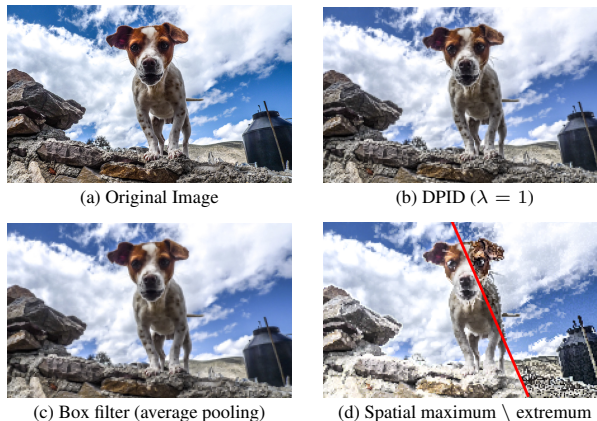 (a) Original Image
(b) DPID (λ = 1)
(c) Box filter (average pooling)
(d) Spatial maximum \ extremum